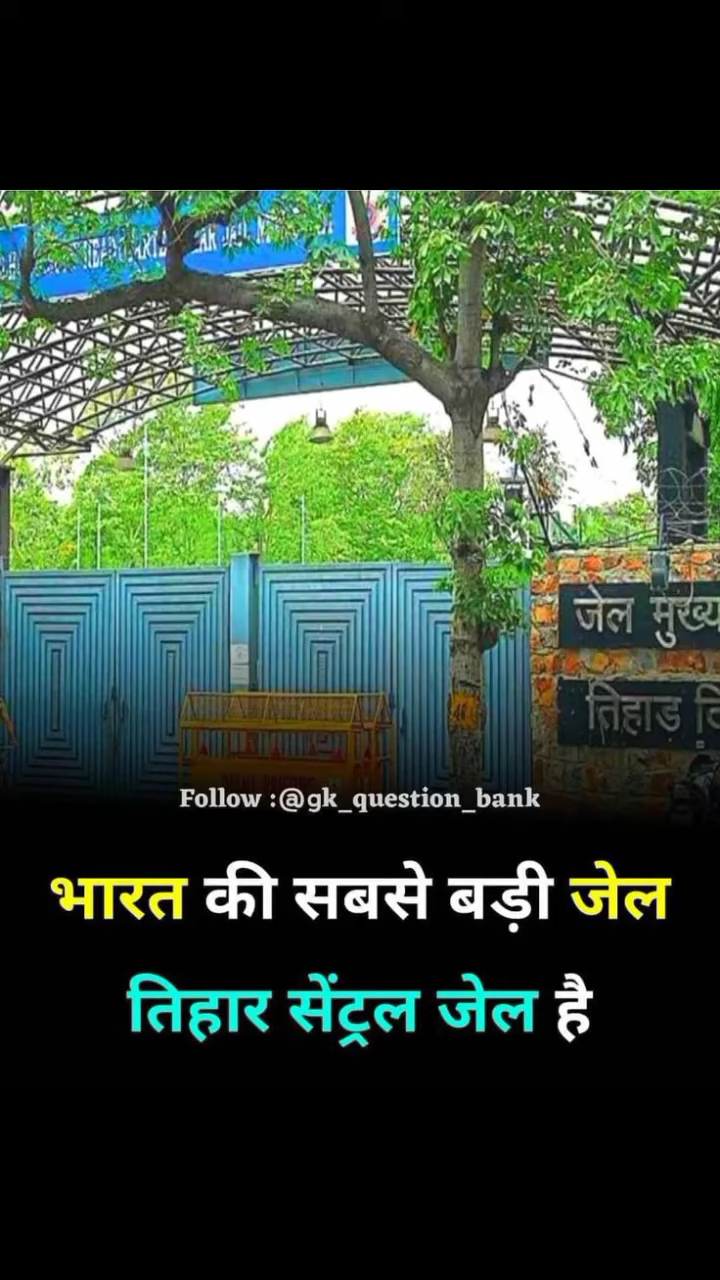 जेल मुख्य
तिहाड़
Follow :@gk_question_bank
भारत की सबसे बड़ी जेल
तिहार सेंट्रल जेल है